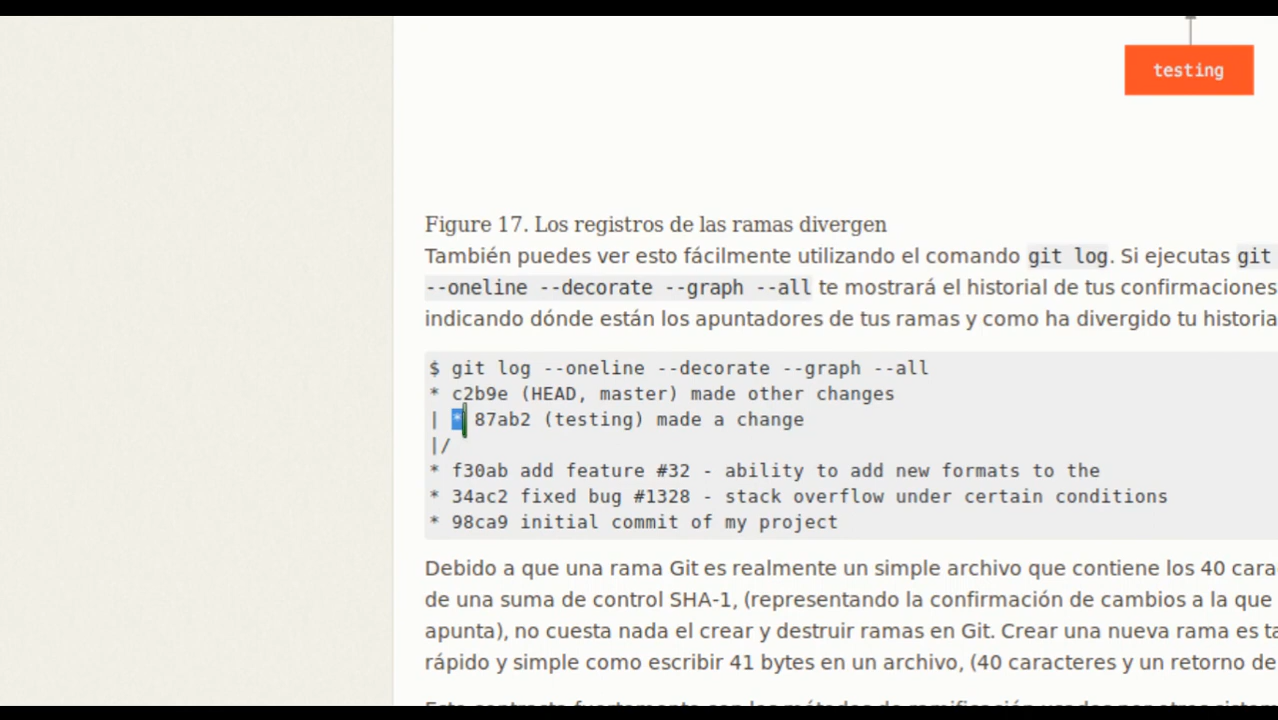 testing
Figure 17. Los registros de las ramas divergen
También puedes ver esto fácilmente utilizando el comando git log. Si ejecutas git
--oneline --decorate --graph --all te mostrará el historial de tus confirmaciones
indicando dónde están los apuntadores de tus ramas y como ha divergido tu historia
$ git log --oneline --decorate --graph --all
* c2b9e (HEAD, master) made other changes
| * 87ab2 (testing) made a change
|/
* f30ab add feature #32 - ability to add new formats to the
* 34ac2 fixed bug #1328 - stack overflow under certain conditions
* 98ca9 initial commit of my project
Debido a que una rama Git es realmente un simple archivo que contiene los 40 cara
de una suma de control SHA-1, (representando la confirmación de cambios a la que
apunta), no cuesta nada el crear y destruir ramas en Git. Crear una nueva rama es ta
rápido y simple como escribir 41 bytes en un archivo, (40 caracteres y un retorno de